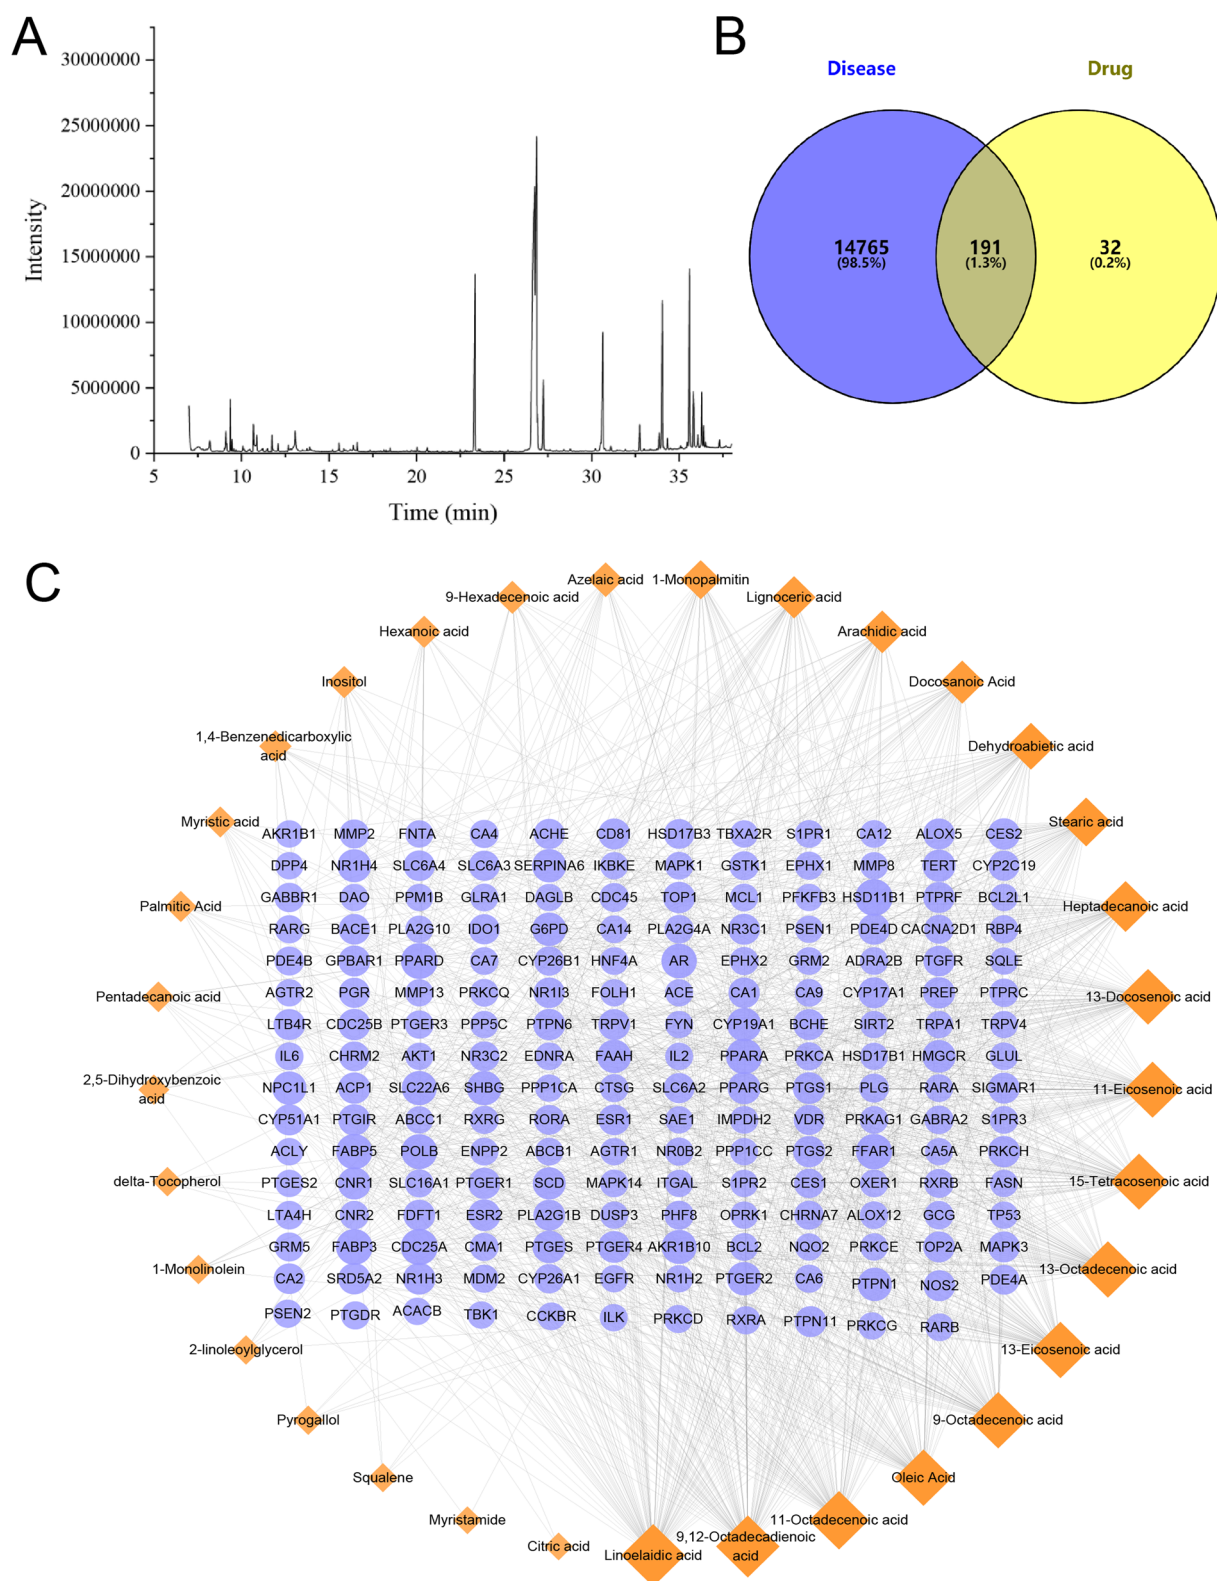 A
30000000
25000000
20000000
15000000
10000000
5000000
0
Intensity
5 10 15 20 25 30 35
Time (min)
B
Disease Drug
14765 191 32
(98.5%) (1.3%) (0.2%)
C
Azelaic acid
1-Monopalmitin
9-Hexadecenoic acid
Lignoceric acid
Hexanoic acid
Arachidic acid
Inositol
Docosanoic Acid
1,4-Benzenedicarboxylic
acid
Dehydroabietic acid
Myristic acid
Stearic acid
AKR1B1 MMP2 FNTA CA4 ACHE CD81 HSD17B3 TBXA2R S1PR1 CA12 ALOX5 CES2
DPP4 NR1H4 SLC6A4 SLC6A3 SERPINA6 IKBKE MAPK1 GSTK1 EPHX1 MMP8 TERT CYP2C19
GABBR1 DAO PPM1B GLRA1 DAGLB CDC45 TOP1 MCL1 PFKFB3 HSD11B1 PTPRF BCL2L1
Palmitic Acid
Heptadecanoic acid
RARG BACE1 PLA2G10 IDO1 G6PD CA14 PLA2G4A NR3C1 PSEN1 PDE4D CACNA2D1 RBP4
PDE4B GPBAR1 PPARD CA7 CYP26B1 HNF4A AR EPHX2 GRM2 ADRA2B PTGFR SQLE
AGTR2 PGR MMP13 PRKCQ NR1I3 FOLH1 ACE CA1 CA9 CYP17A1 PREP PTPRC
Pentadecanoic acid
13-Docosenoic acid
LTB4R CDC25B PTGER3 PPP5C PTPN6 TRPV1 FYN CYP19A1 BCHE SIRT2 TRPA1 TRPV4
IL6 CHRM2 AKT1 NR3C2 EDNRA FAAH IL2 PPARA PRKCA HSD17B1 HMGCR GLUL
2,5-Dihydroxybenzoic
acid
11-Eicosenoic acid
NPC1L1 ACP1 SLC22A6 SHBG PPP1CA CTSG SLC6A2 PPARG PTGS1 PLG RARA SIGMAR1
CYP51A1 PTGIR ABCC1 RXRG RORA ESR1 SAE1 IMPDH2 VDR PRKAG1 GABRA2 S1PR3
ACLY FABP5 POLB ENPP2 ABCB1 AGTR1 NR0B2 PPP1CC PTGS2 FFAR1 CA5A PRKCH
delta-Tocopherol
15-Tetracosenoic acid
PTGES2 CNR1 SLC16A1 PTGER1 SCD MAPK14 ITGAL S1PR2 CES1 OXER1 RXRB FASN
LTA4H CNR2 FDFT1 ESR2 PLA2G1B DUSP3 PHF8 OPRK1 CHRNA7 ALOX12 GCG TP53
GRM5 FABP3 CDC25A CMA1 PTGES PTGER4 AKR1B10 BCL2 NQO2 PRKCE TOP2A MAPK3
1-Monolinolein
13-Octadecenoic acid
CA2 SRD5A2 NR1H3 MDM2 CYP26A1 EGFR NR1H2 PTGER2 CA6 PTPN1 NOS2 PDE4A
PSEN2 PTGDR ACACB TBK1 CCKBR ILK PRKCD RXRA PTPN11 PRKCG RARB
2-linoleoylglycerol
13-Eicosenoic acid
Pyrogallol
9-Octadecenoic acid
Squalene
Oleic Acid
Myristamide
11-Octadecenoic acid
Citric acid
Linoelaidic acid
9,12-Octadecadienoic
acid